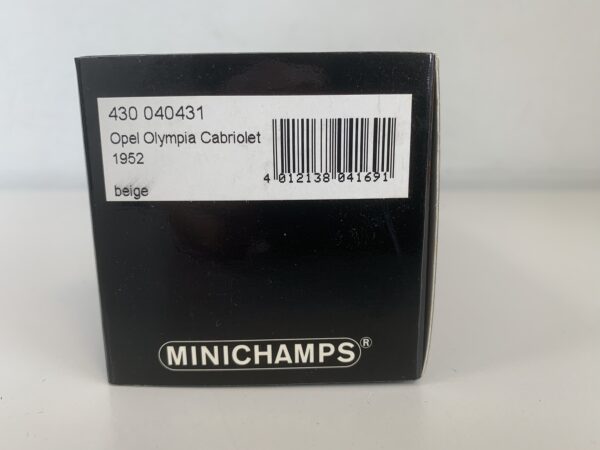 430 040431
Opel Olympia Cabriolet
1952
beige
4 012138 041691
MINICHAMPS®